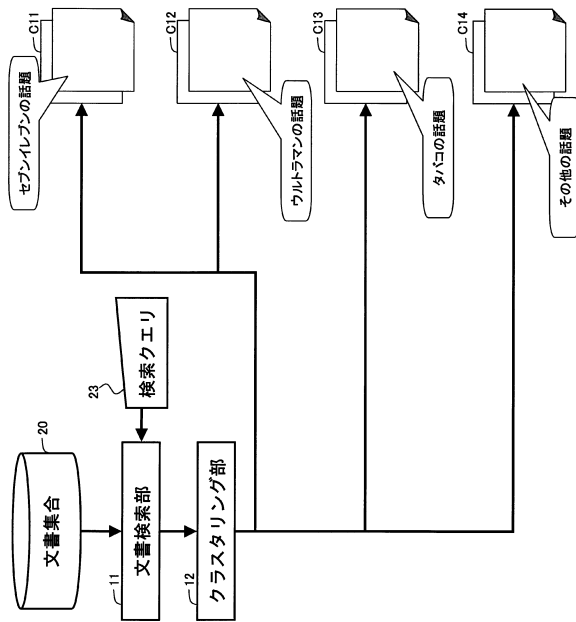 文書集合
20
検索クエリ
23
文書検索部
11
クラスタリング部
12
セブンイレブンの話題
C11
ウルトラマンの話題
C12
タバコの話題
C13
その他の話題
C14